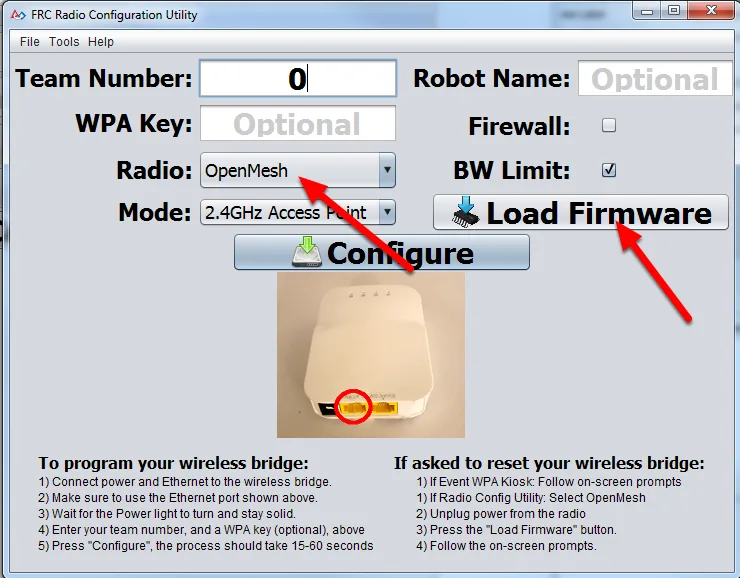 FRC Radio Configuration Utility
File Tools Help
Team Number: 0 Robot Name: Optional
WPA Key: Optional Firewall:
Radio: OpenMesh BW Limit:
Mode: 2.4GHz Access Point Load Firmware
Configure
To program your wireless bridge:
1) Connect power and Ethernet to the wireless bridge.
2) Make sure to use the Ethernet port shown above.
3) Wait for the Power light to turn and stay solid.
4) Enter your team number, and a WPA key (optional), above
5) Press "Configure", the process should take 15-60 seconds
If asked to reset your wireless bridge:
1) If Event WPA Kiosk: Follow on-screen prompts
1) If Radio Config Utility: Select OpenMesh
2) Unplug power from the radio
3) Press the "Load Firmware" button.
4) Follow the on-screen prompts.